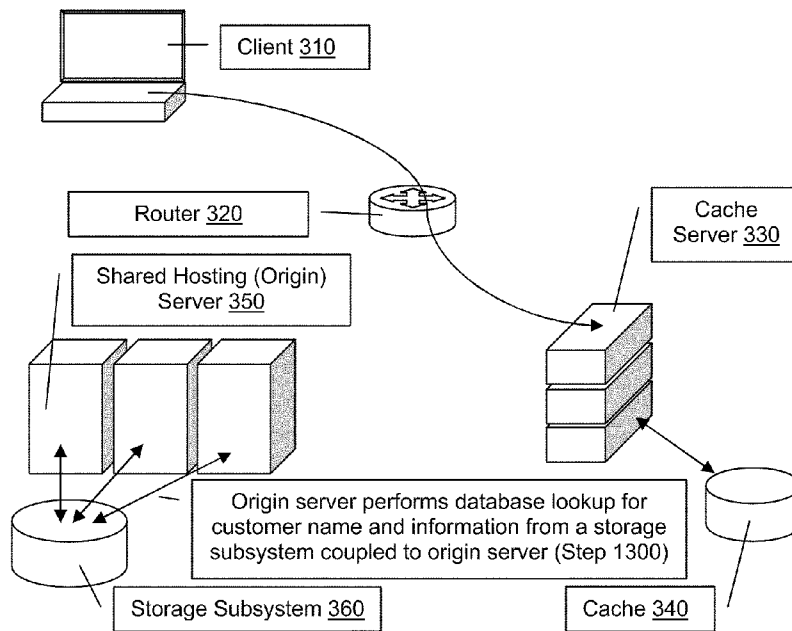 Client 310
Router 320
Cache
Server 330
Shared Hosting (Origin)
Server 350
Origin server performs database lookup for
customer name and information from a storage
subsystem coupled to origin server (Step 1300)
Storage Subsystem 360
Cache 340